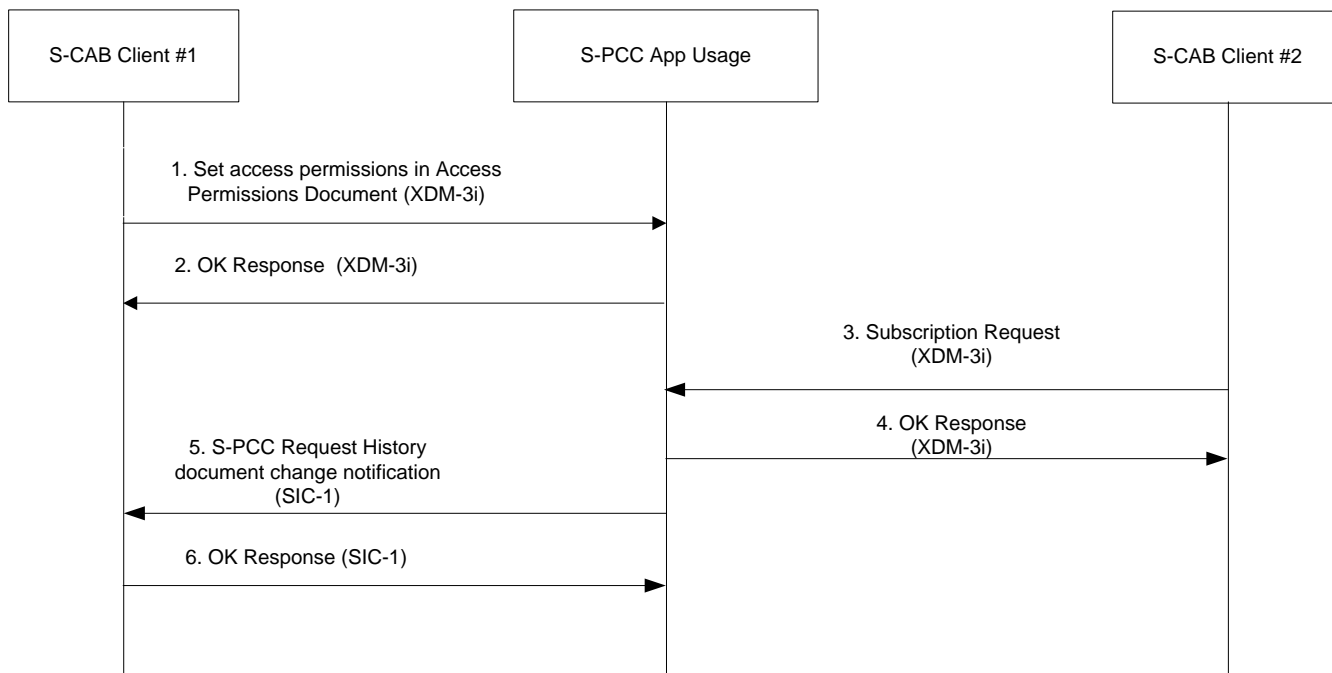 S-CAB Client #1
S-PCC App Usage
S-CAB Client #2
1. Set access permissions in Access
Permissions Document (XDM-3i)
2. OK Response (XDM-3i)
3. Subscription Request
(XDM-3i)
4. OK Response
(XDM-3i)
5. S-PCC Request History
document change notification
(SIC-1)
6. OK Response (SIC-1)